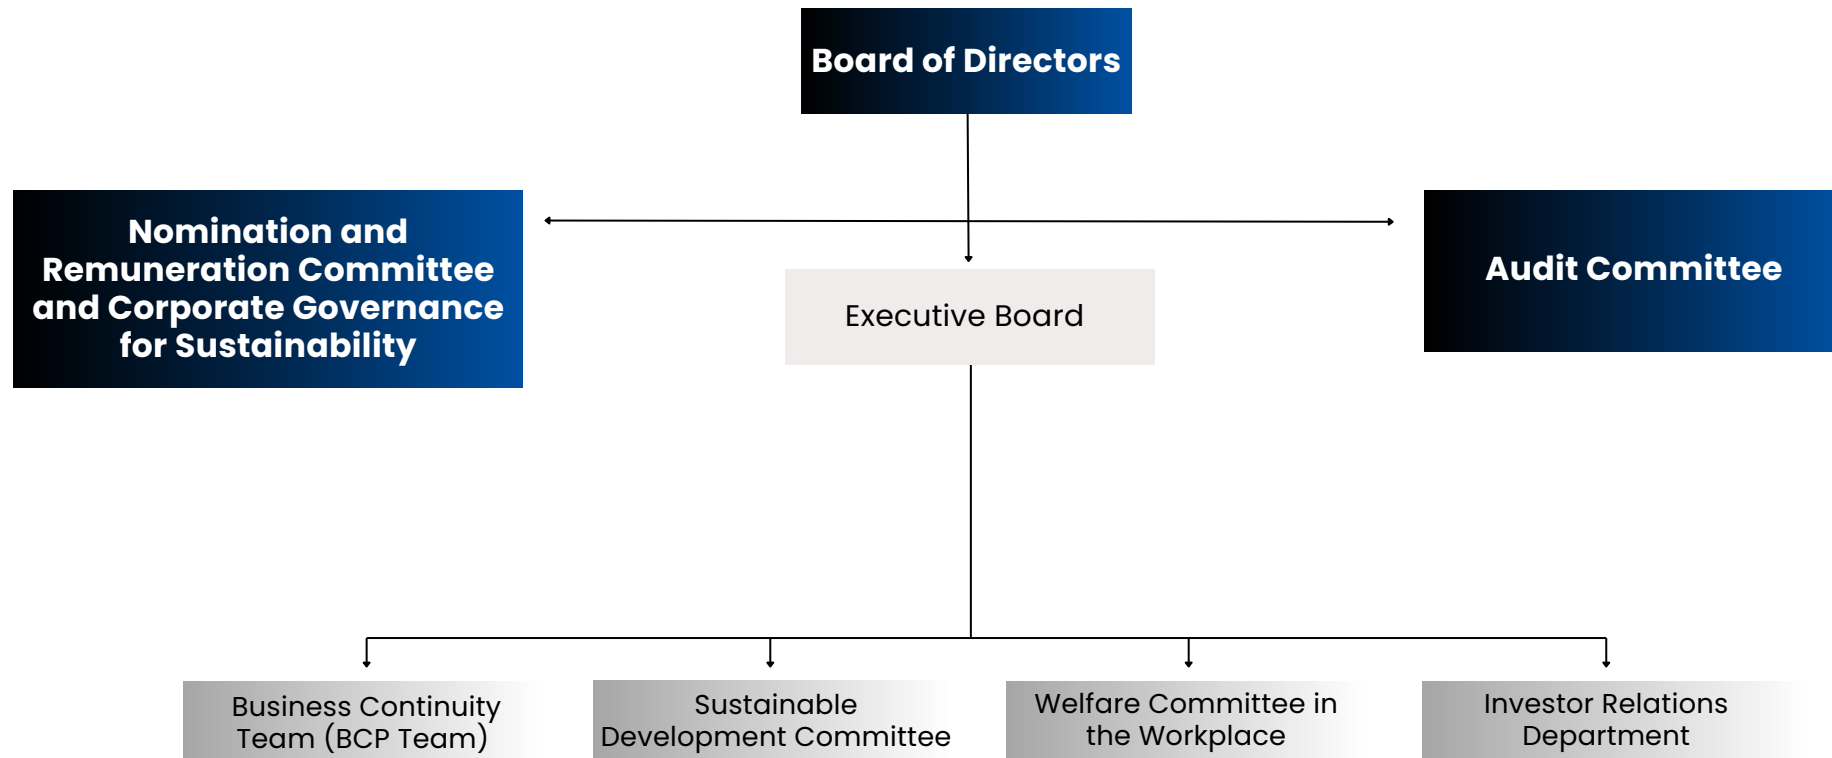 Board of Directors
Nomination and
Remuneration Committee
and Corporate Governance
for Sustainability
Executive Board
Audit Committee
Business Continuity
Team (BCP Team)
Sustainable
Development Committee
Welfare Committee in
the Workplace
Investor Relations
Department